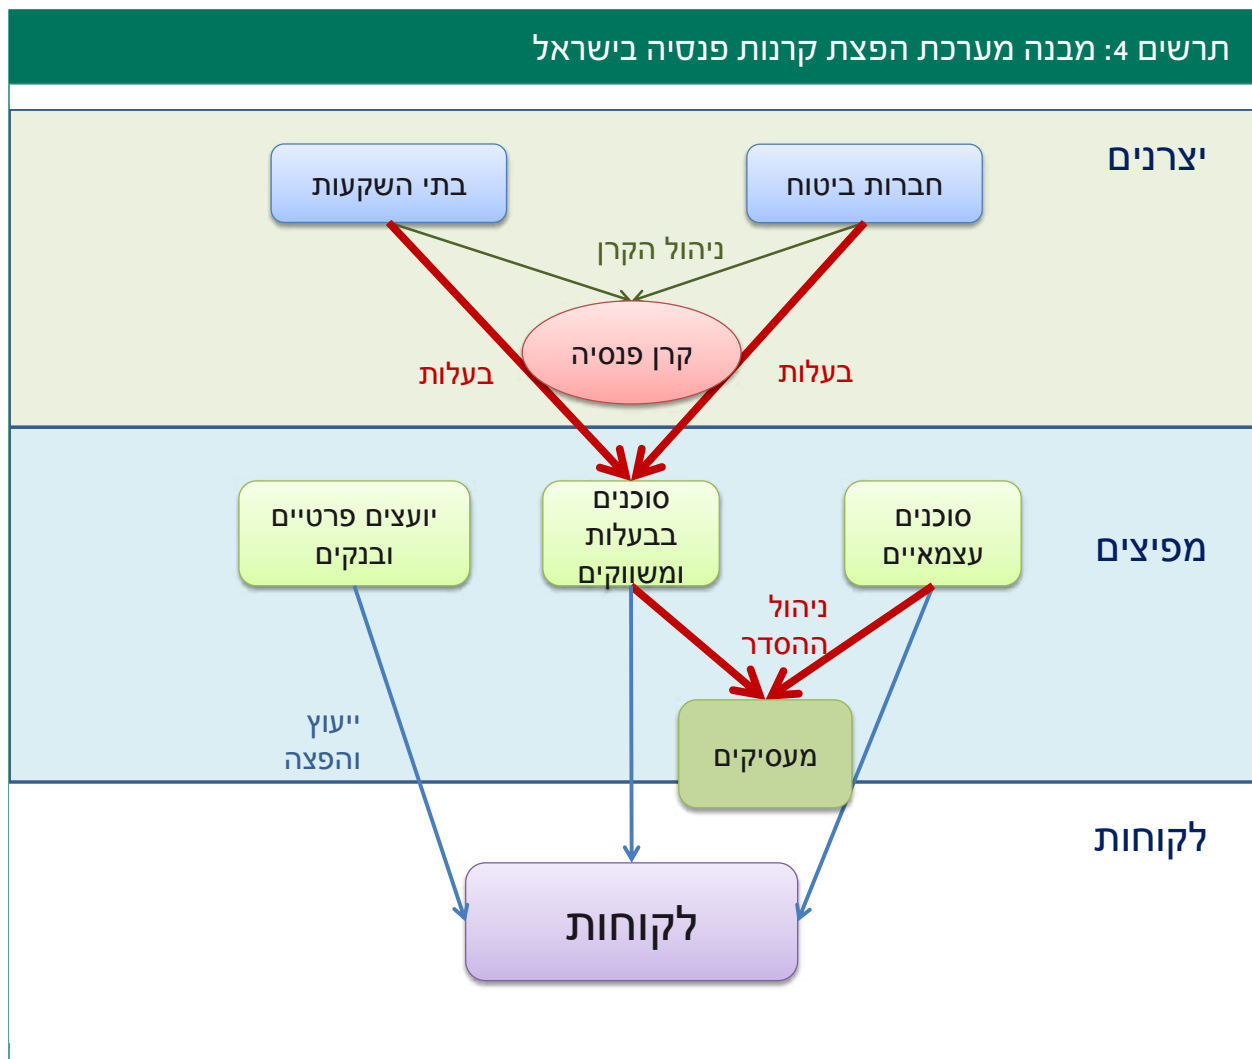 תרשים 4: מבנה מערכת הפצת קרנות פנסיה בישראל
יצרנים
חברות ביטוח
בתי השקעות
ניהול הקרן
קרן פנסיה
בעלות
בעלות
מפיצים
סוכנים
עצמאיים
סוכנים
בבעלות
ומשווקים
יועצים פרטיים
ובנקים
ניהול
ההסדר
ייעוץ
והפצה
מעסיקים
לקוחות
לקוחות